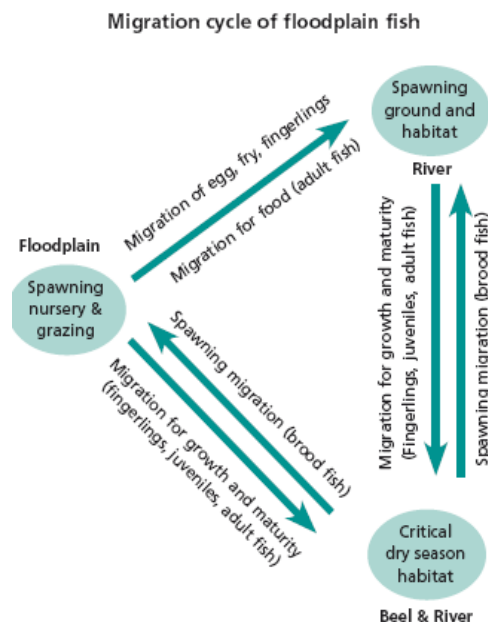 Migration cycle of floodplain fish
Spawning
ground and
habitat
River
Migration of egg, fry, fingerlings
Migration for food (adult fish)
Floodplain
Spawning
nursery &
grazing
Spawning migration (brood fish)
Migration for growth and maturity
(fingerlings, juveniles, adult fish)
Migration for growth and maturity
(Fingerlings, juveniles, adult fish)
Spawning migration (brood fish)
Critical
dry season
habitat
Beel & River